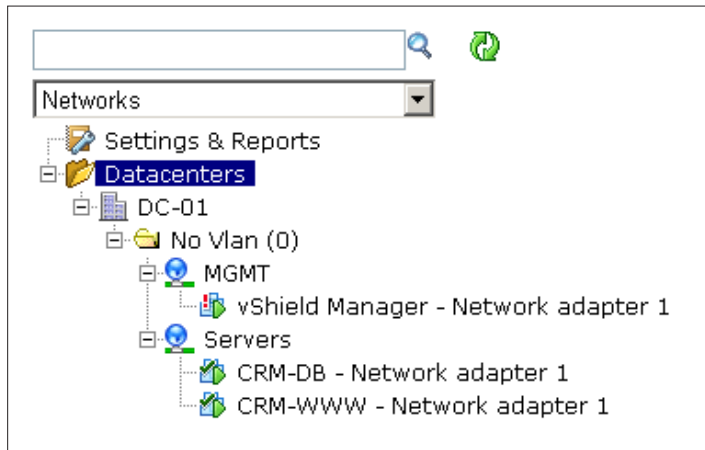 Networks
Settings & Reports
Datacenters
DC-01
No Vlan (0)
MGMT
vShield Manager - Network adapter 1
Servers
CRM-DB - Network adapter 1
CRM-WWW - Network adapter 1